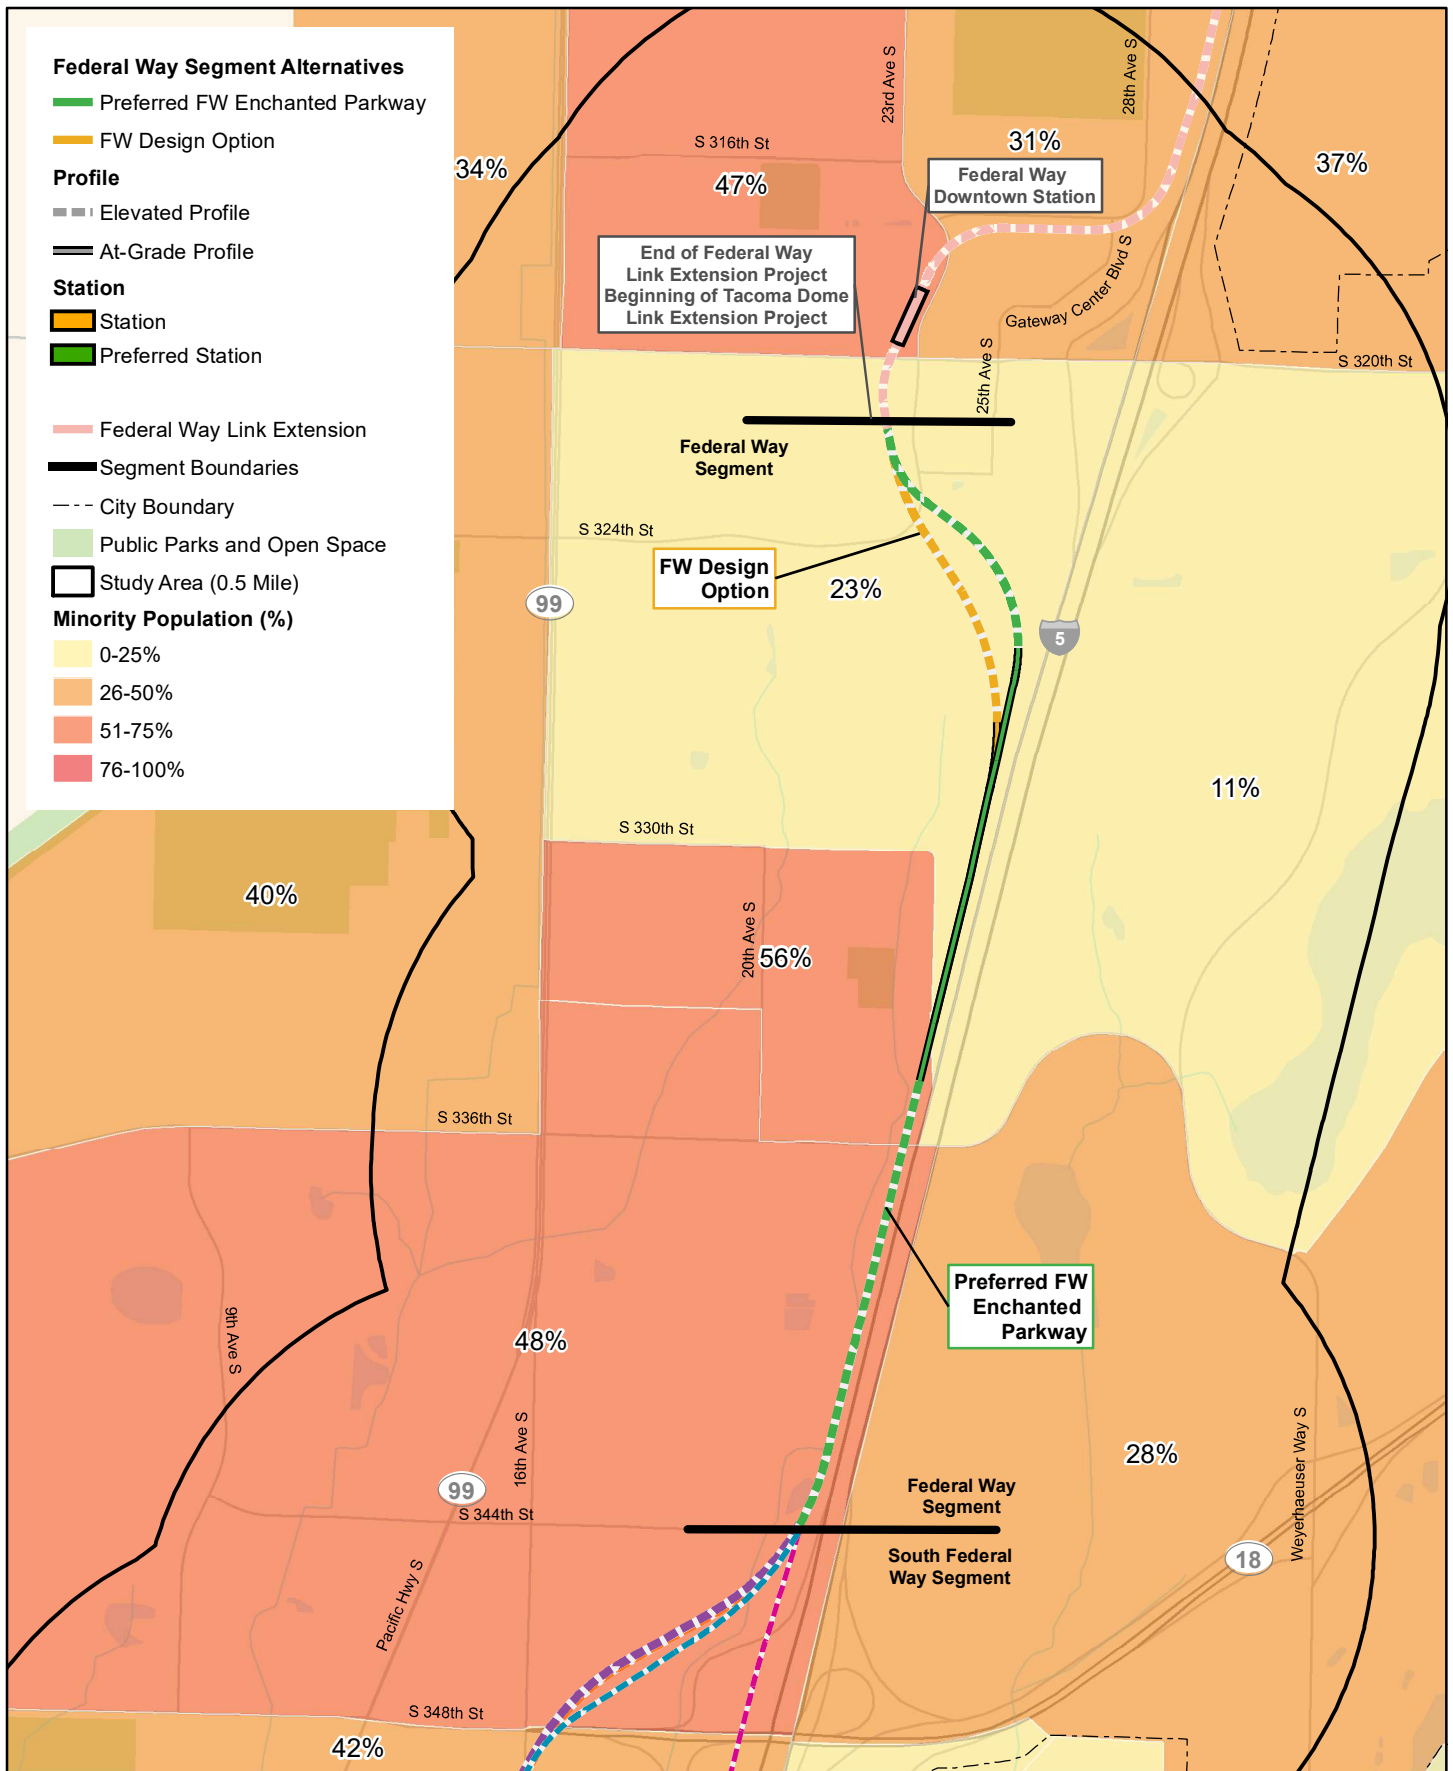 Federal Way Segment Alternatives
Preferred FW Enchanted Parkway
FW Design Option
Profile
Elevated Profile
At-Grade Profile
Station
Station
Preferred Station
Federal Way Link Extension
Segment Boundaries
City Boundary
Public Parks and Open Space
Study Area (0.5 Mile)
Minority Population (%)
0-25%
26-50%
51-75%
76-100%
23rd Ave S
28th Ave S
S 316th St
31%
34%
47%
37%
Federal Way
Downtown Station
End of Federal Way
Link Extension Project
Beginning of Tacoma Dome
Link Extension Project
Gateway Center Blvd S
25th Ave S
S 320th St
Federal Way
Segment
S 324th St
FW Design
Option
23%
99
5
11%
S 330th St
40%
20th Ave S
56%
S 336th St
Preferred FW
Enchanted
Parkway
9th Ave S
48%
16th Ave S
28%
Weyerhaeuser Way S
99
S 344th St
Federal Way
Segment
South Federal
Way Segment
18
Pacific Hwy S
S 348th St
42%